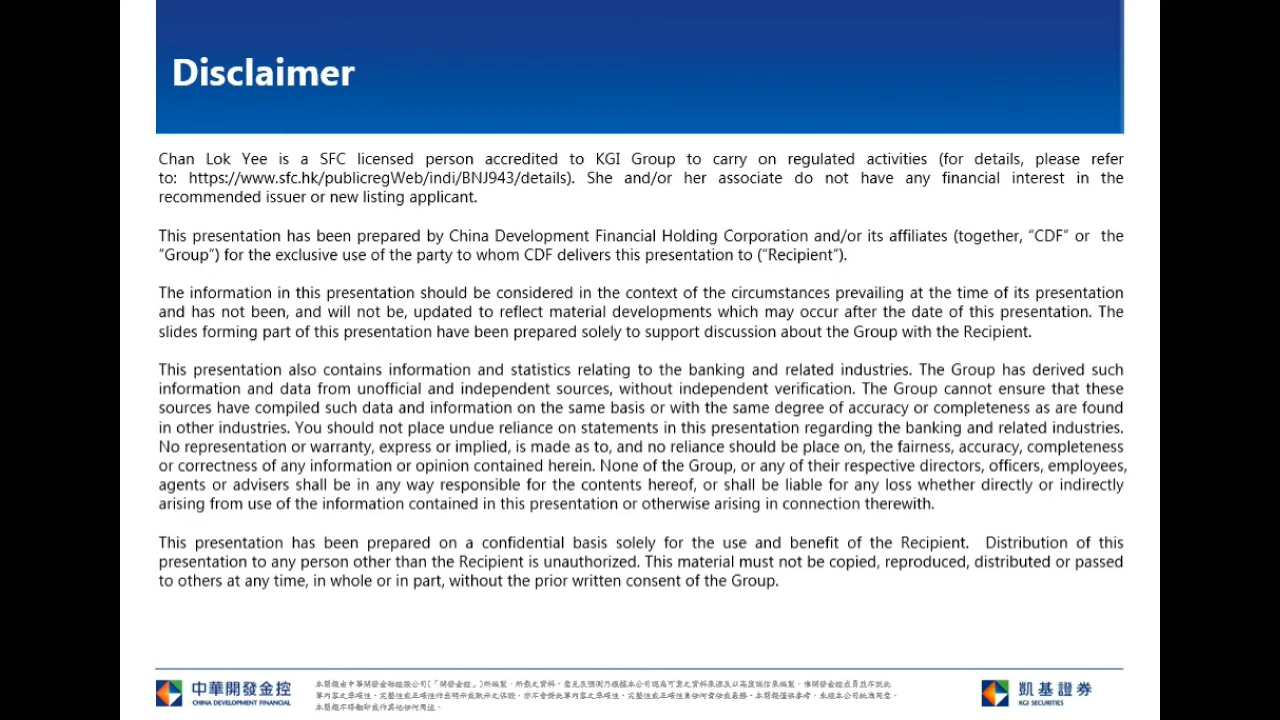 Disclaimer
Chan Lok Yee is a SFC licensed person accredited to KGI Group to carry on regulated activities (for details, please refer
to: https://www.sfc.hk/publicregWeb/indi/BNJ943/details). She and/or her associate do not have any financial interest in the
recommended issuer or new listing applicant.
This presentation has been prepared by China Development Financial Holding Corporation and/or its affiliates (together, “CDF” or the
“Group”) for the exclusive use of the party to whom CDF delivers this presentation to (“Recipient”).
The information in this presentation should be considered in the context of the circumstances prevailing at the time of its presentation
and has not been, and will not be, updated to reflect material developments which may occur after the date of this presentation. The
slides forming part of this presentation have been prepared solely to support discussion about the Group with the Recipient.
This presentation also contains information and statistics relating to the banking and related industries. The Group has derived such
information and data from unofficial and independent sources, without independent verification. The Group cannot ensure that these
sources have compiled such data and information on the same basis or with the same degree of accuracy or completeness as are found
in other industries. You should not place undue reliance on statements in this presentation regarding the banking and related industries.
No representation or warranty, express or implied, is made as to, and no reliance should be place on, the fairness, accuracy, completeness
or correctness of any information or opinion contained herein. None of the Group, or any of their respective directors, officers, employees,
agents or advisers shall be in any way responsible for the contents hereof, or shall be liable for any loss whether directly or indirectly
arising from use of the information contained in this presentation or otherwise arising in connection therewith.
This presentation has been prepared on a confidential basis solely for the use and benefit of the Recipient. Distribution of this
presentation to any person other than the Recipient is unauthorized. This material must not be copied, reproduced, distributed or passed
to others at any time, in whole or in part, without the prior written consent of the Group.
中華開發金控
CHINA DEVELOPMENT FINANCIAL
本簡報不得翻印或作其他任何用途。
凱基證券
KGI SECURITIES